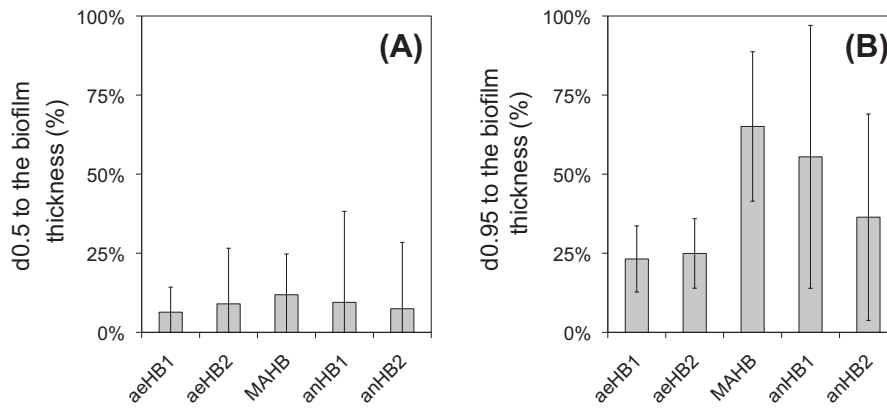 (A)
d0.5 to the biofilm
thickness (%)
100%
75%
50%
25%
0%
aeHB1
aeHB2
MAHB
anHB1
anHB2
(B)
d0.95 to the biofilm
thickness (%)
100%
75%
50%
25%
0%
aeHB1
aeHB2
MAHB
anHB1
anHB2